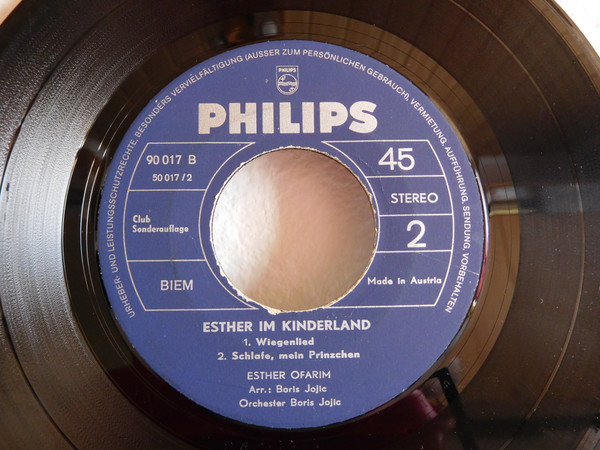 URHEBER- UND LEISTUNGSSCHUTZRECHTE, BESONDERS VERVIELFÄLTIGUNG (AUSSER ZUM PERSÖNLICHEN GEBRAUCH), VERMIETUNG, AUFFÜHRUNG, SENDUNG, VORBEHALTEN
PHILIPS
PHILIPS
90 017 B
50 017/2
45
STEREO
Club
Sonderauflage
2
BIEM
Made in Austria
ESTHER IM KINDERLAND
1. Wiegenlied
2. Schlafe, mein Prinzchen
ESTHER OFARIM
Arr.: Boris Jojic
Orchester Boris Jojic